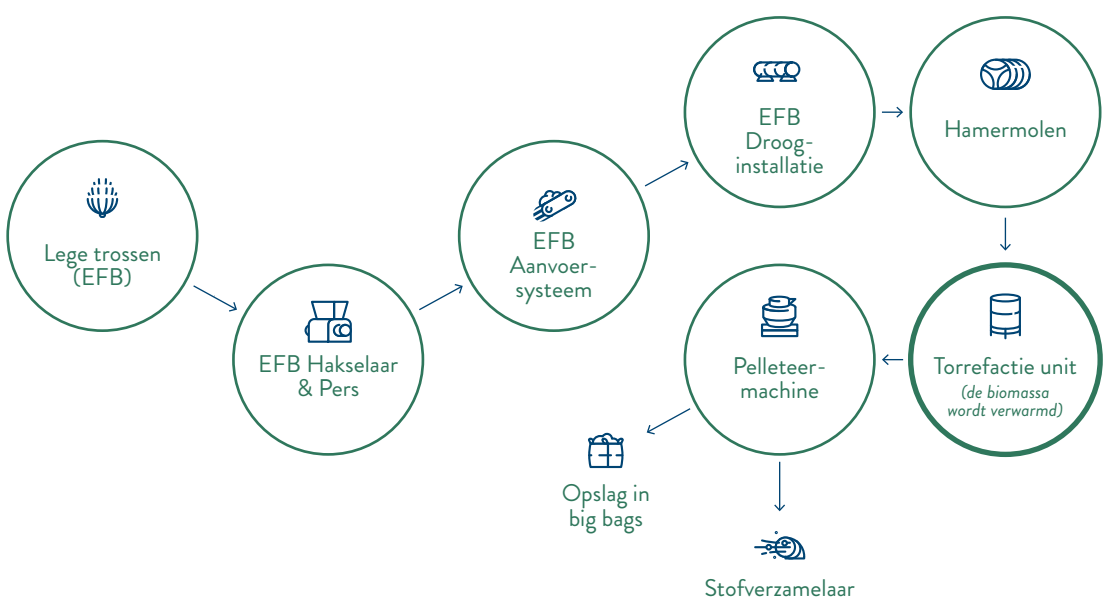 Lege trossen
(EFB)
EFB Hakselaar
& Pers
EFB
Aanvoer-
systeem
EFB
Droog-
installatie
Hamermolen
Torrefactie unit
(de biomassa
wordt verwarmd)
Pelleteer-
machine
Opslag in
big bags
Stofverzamelaar